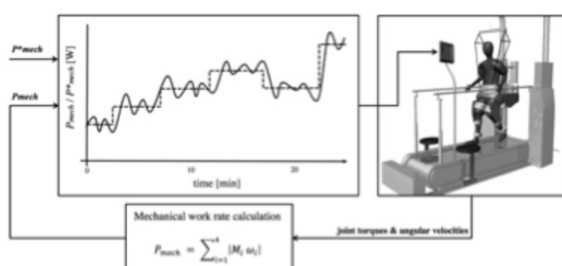 P*mech
Pmech
Pmech / P*mech [W]
0
10
20
time [min]
Mechanical work rate calculation
Pmech = ∑ i=1 |Mi ωi|
joint torques & angular velocities